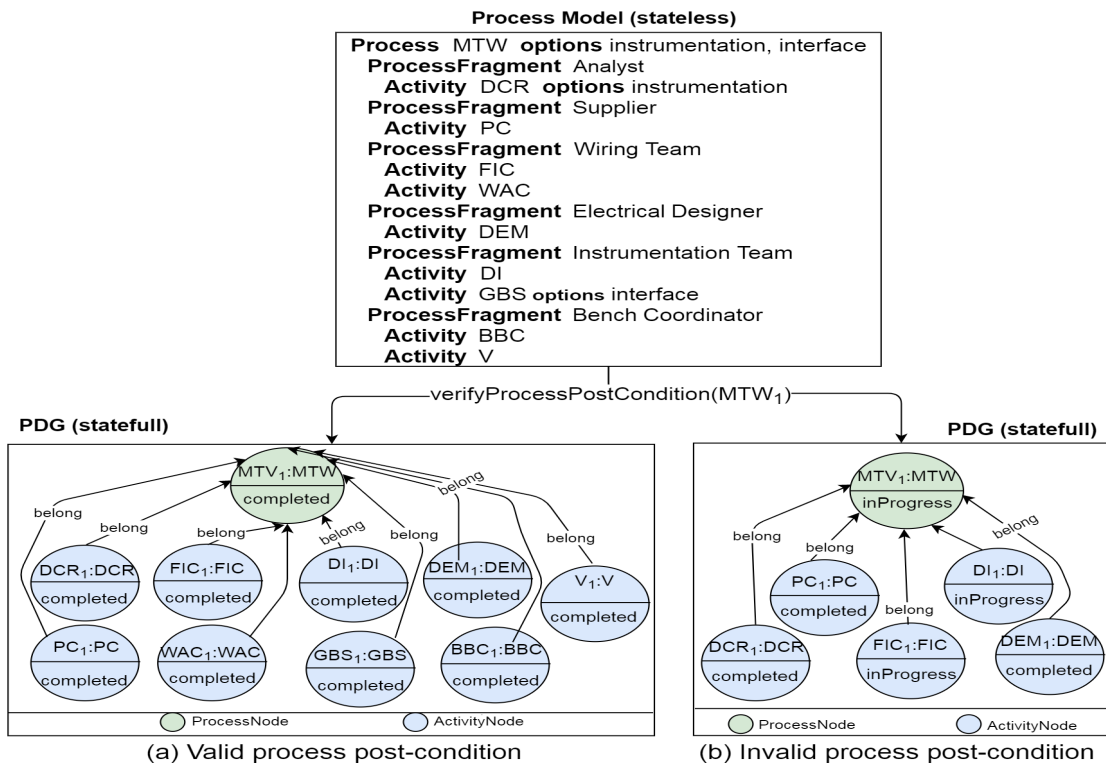 Process Model (stateless)
Process MTW options instrumentation, interface
ProcessFragment Analyst
Activity DCR options instrumentation
ProcessFragment Supplier
Activity PC
ProcessFragment Wiring Team
Activity FIC
Activity WAC
ProcessFragment Electrical Designer
Activity DEM
ProcessFragment Instrumentation Team
Activity DI
Activity GBS options interface
ProcessFragment Bench Coordinator
Activity BBC
Activity V
verifyProcessPostCondition(MTW₁)
PDG (statefull)
MTV₁:MTW
completed
belong
belong
belong
belong
belong
belong
belong
belong
DCR₁:DCR
completed
FIC₁:FIC
completed
DI₁:DI
completed
DEM₁:DEM
completed
V₁:V
completed
PC₁:PC
completed
WAC₁:WAC
completed
GBS₁:GBS
completed
BBC₁:BBC
completed
ProcessNode
ActivityNode
(a) Valid process post-condition
PDG (statefull)
MTV₁:MTW
inProgress
belong
belong
belong
belong
belong
PC₁:PC
completed
DI₁:DI
inProgress
DCR₁:DCR
completed
FIC₁:FIC
inProgress
DEM₁:DEM
completed
ProcessNode
ActivityNode
(b) Invalid process post-condition